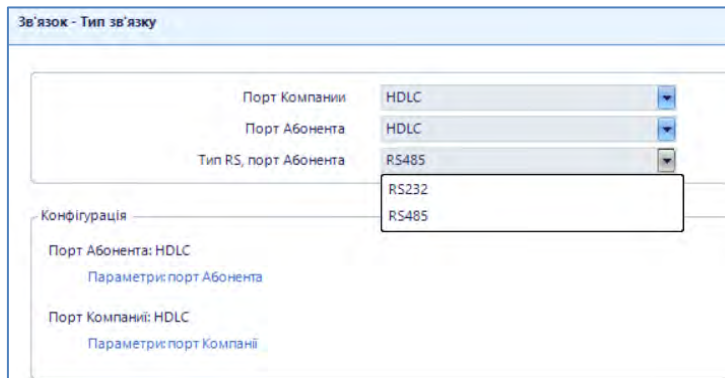 Зв'язок - Тип зв'язку
Порт Компании HDLC
Порт Абонента HDLC
Тип RS, порт Абонента RS485
RS232
RS485
Конфігурація
Порт Абонента: HDLC
Параметри:порт Абонента
Порт Компанії: HDLC
Параметри:порт Компанії